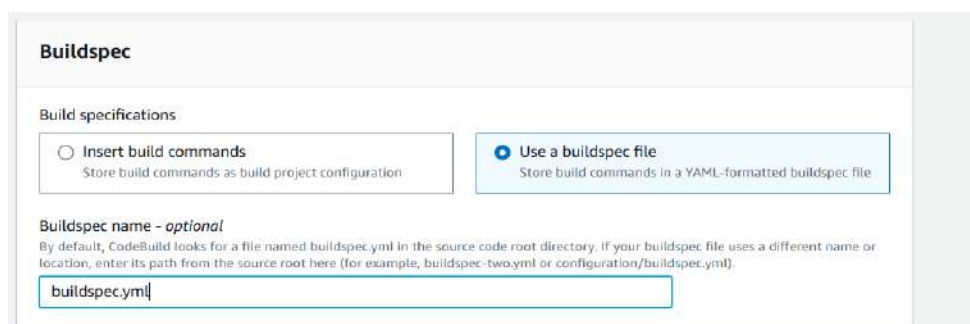 Buildspec
Build specifications
Insert build commands
Store build commands as build project configuration
Use a buildspec file
Store build commands in a YAML-formatted buildspec file
Buildspec name - optional
By default, CodeBuild looks for a file named buildspec.yml in the source code root directory. If your buildspec file uses a different name or
location, enter its path from the source root here (for example, buildspec-two.yml or configuration/buildspec.yml).
buildspec.yml